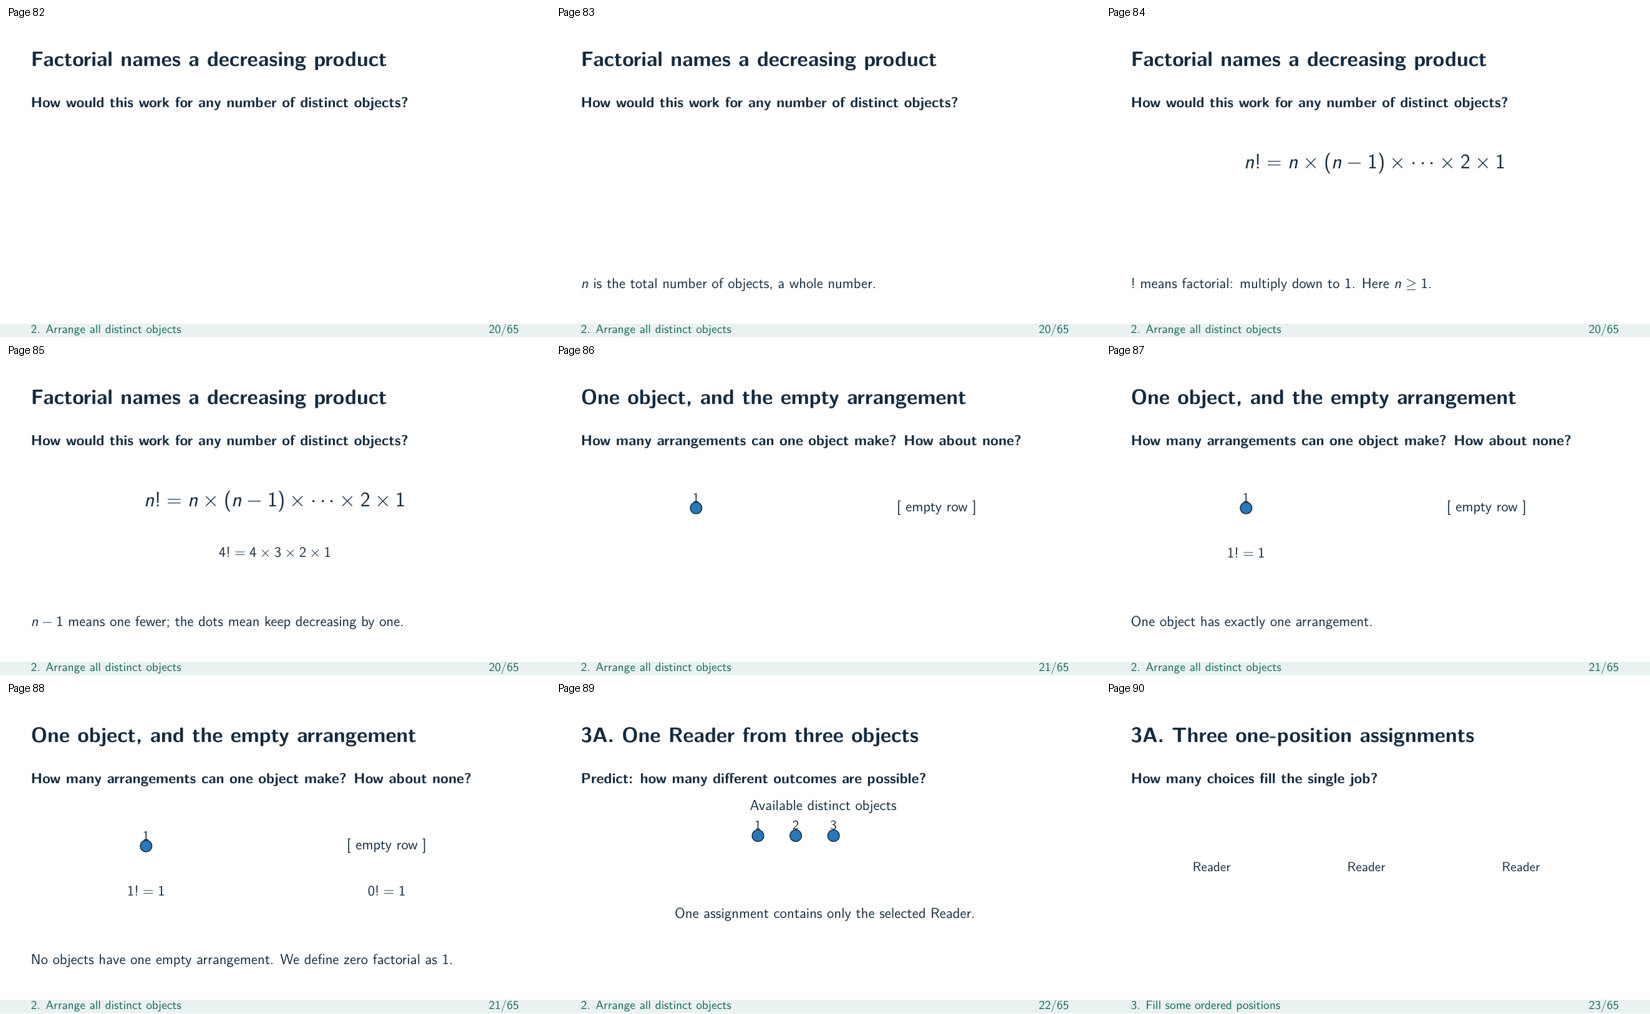 Page 82
Factorial names a decreasing product
How would this work for any number of distinct objects?
2. Arrange all distinct objects
20/65
Page 83
Factorial names a decreasing product
How would this work for any number of distinct objects?
n is the total number of objects, a whole number.
2. Arrange all distinct objects
20/65
Page 84
Factorial names a decreasing product
How would this work for any number of distinct objects?
n! = n × (n − 1) × · · · × 2 × 1
! means factorial: multiply down to 1. Here n ≥ 1.
2. Arrange all distinct objects
20/65
Page 85
Factorial names a decreasing product
How would this work for any number of distinct objects?
n! = n × (n − 1) × · · · × 2 × 1
4! = 4 × 3 × 2 × 1
n − 1 means one fewer; the dots mean keep decreasing by one.
2. Arrange all distinct objects
20/65
Page 86
One object, and the empty arrangement
How many arrangements can one object make? How about none?
1
[ empty row ]
2. Arrange all distinct objects
21/65
Page 87
One object, and the empty arrangement
How many arrangements can one object make? How about none?
1
[ empty row ]
1! = 1
One object has exactly one arrangement.
2. Arrange all distinct objects
21/65
Page 88
One object, and the empty arrangement
How many arrangements can one object make? How about none?
1
[ empty row ]
1! = 1
0! = 1
No objects have one empty arrangement. We define zero factorial as 1.
2. Arrange all distinct objects
21/65
Page 89
3A. One Reader from three objects
Predict: how many different outcomes are possible?
Available distinct objects
1 2 3
One assignment contains only the selected Reader.
2. Arrange all distinct objects
22/65
Page 90
3A. Three one-position assignments
How many choices fill the single job?
Reader Reader Reader
3. Fill some ordered positions
23/65